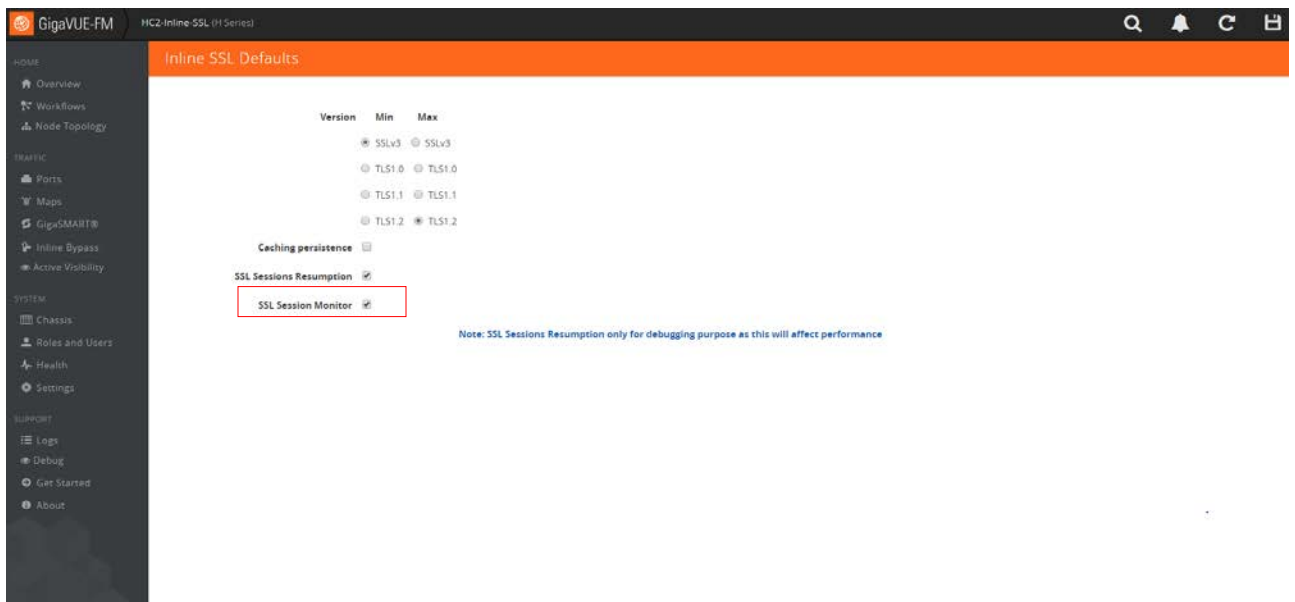 GigaVUE-FM HC2-Inline-SSL (H Series)
Inline SSL Defaults
HOME
Overview
Workflows
Node Topology
TRAFFIC
Ports
Maps
GigaSMART®
Inline Bypass
Active Visibility
SYSTEM
Chassis
Roles and Users
Health
Settings
SUPPORT
Logs
Debug
Get Started
About
Version Min Max
SSLv3 SSLv3
TLS1.0 TLS1.0
TLS1.1 TLS1.1
TLS1.2 TLS1.2
Caching persistence
SSL Sessions Resumption
SSL Session Monitor
Note: SSL Sessions Resumption only for debugging purpose as this will affect performance